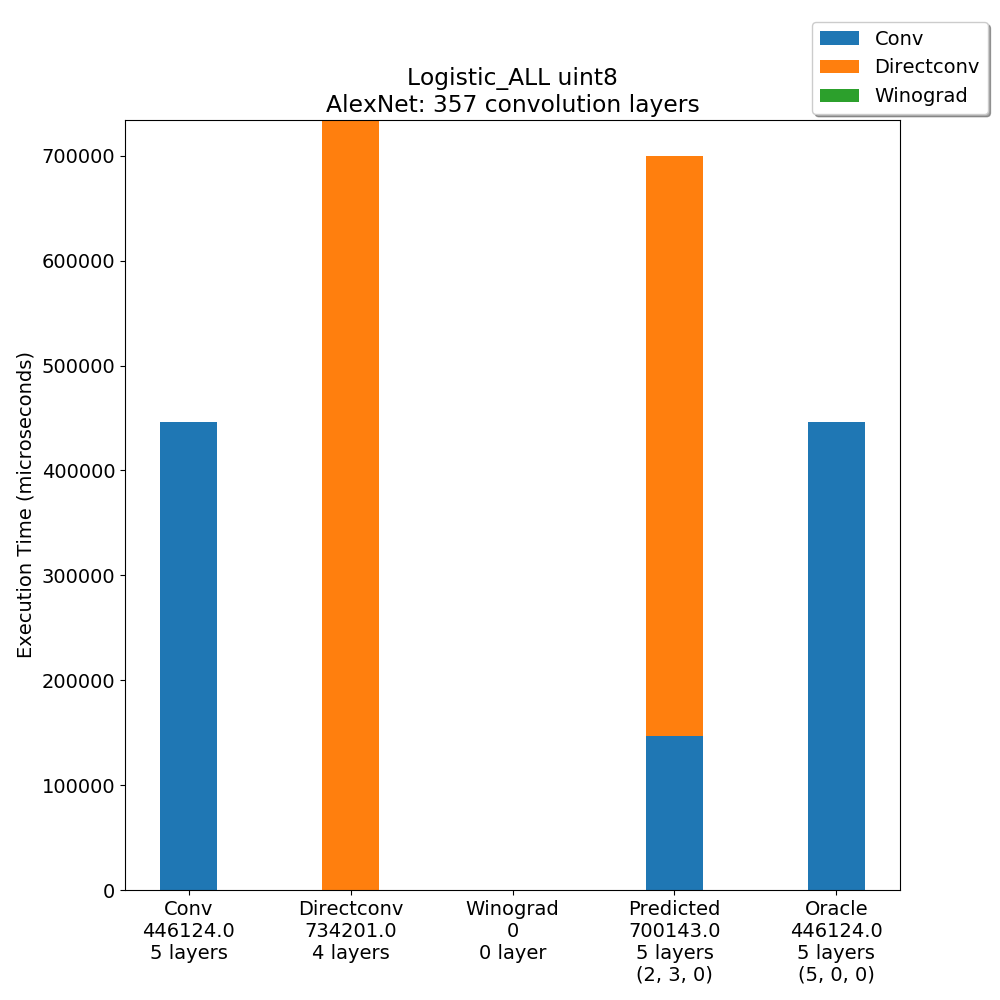 Conv
Directconv
Winograd
Logistic_ALL uint8
AlexNet: 357 convolution layers
Execution Time (microseconds)
700000
600000
500000
400000
300000
200000
100000
0
Conv
446124.0
5 layers
Directconv
734201.0
4 layers
Winograd
0
0 layer
Predicted
700143.0
5 layers
(2, 3, 0)
Oracle
446124.0
5 layers
(5, 0, 0)